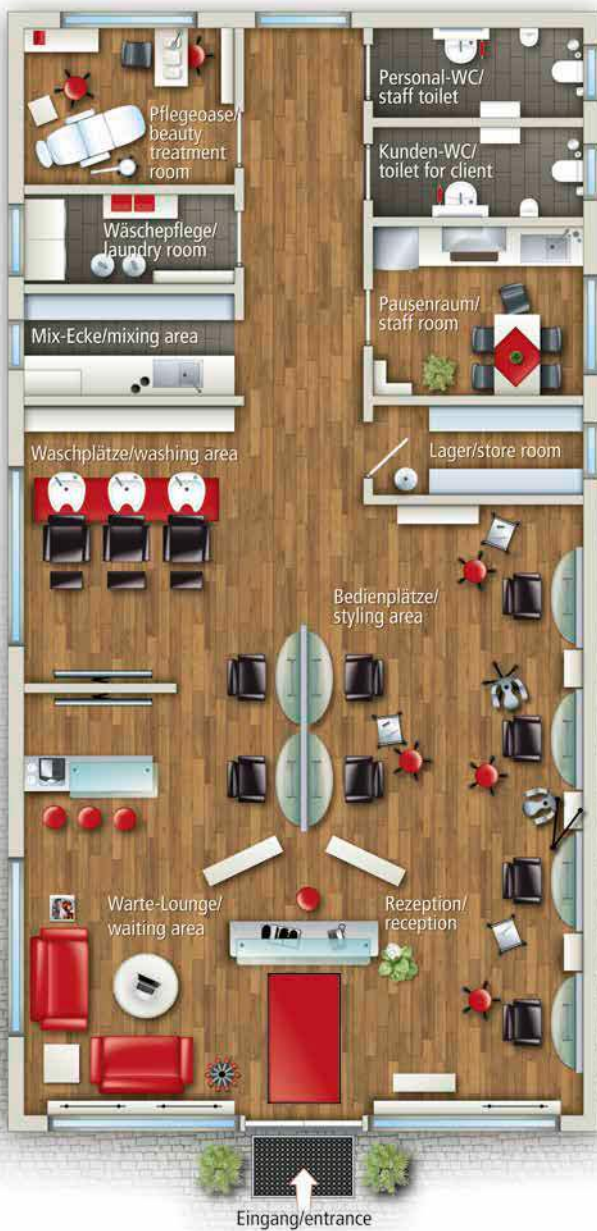 Pflegeoase/
beauty
treatment
room
Personal-WC/
staff toilet
Kunden-WC/
toilet for client
Wäschepflege/
laundry room
Mix-Ecke/mixing area
Pausenraum/
staff room
Waschplätze/washing area
Lager/store room
Bedienplätze/
styling area
Warte-Lounge/
waiting area
Rezeption/
reception
Eingang/entrance